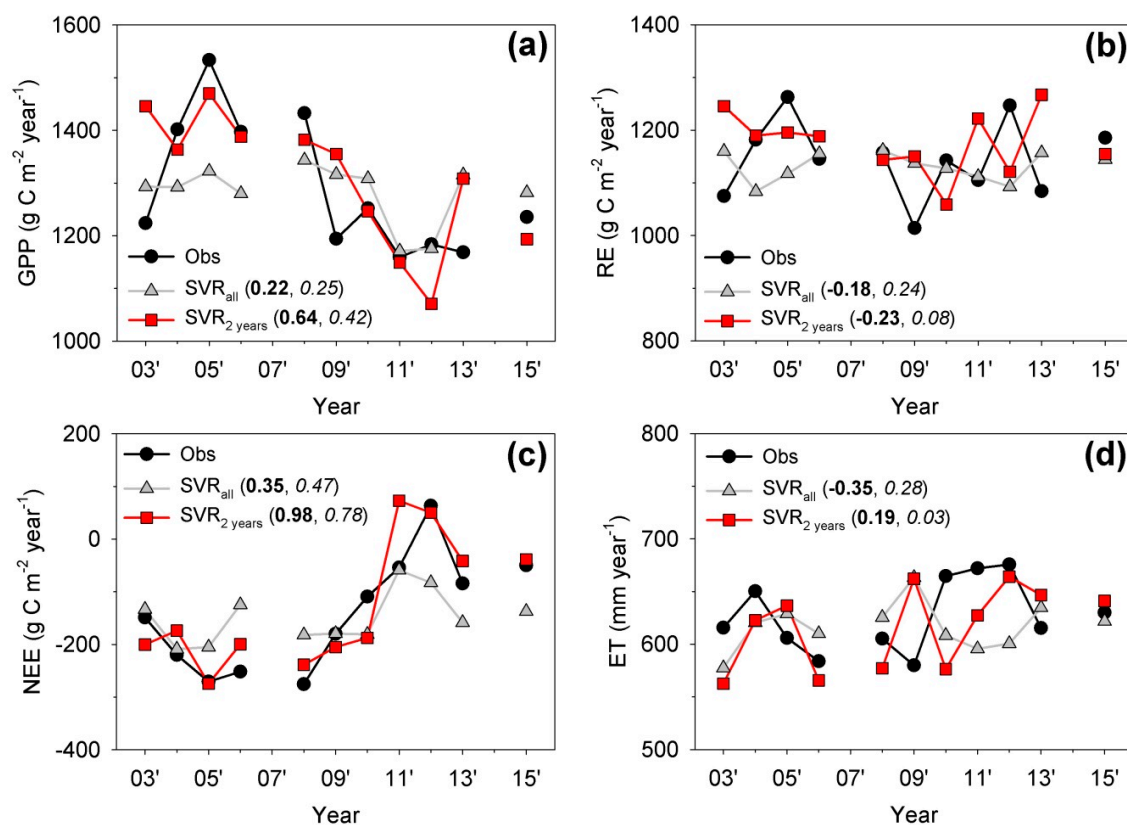 (a)
GPP (g C m⁻² year⁻¹)
1600
1400
1200
1000
Obs
SVRall (0.22, 0.25)
SVR2 years (0.64, 0.42)
03' 05' 07' 09' 11' 13' 15'
Year
(b)
RE (g C m⁻² year⁻¹)
1400
1200
1000
800
Obs
SVRall (-0.18, 0.24)
SVR2 years (-0.23, 0.08)
03' 05' 07' 09' 11' 13' 15'
Year
(c)
NEE (g C m⁻² year⁻¹)
200
0
-200
-400
Obs
SVRall (0.35, 0.47)
SVR2 years (0.98, 0.78)
03' 05' 07' 09' 11' 13' 15'
Year
(d)
ET (mm year⁻¹)
800
700
600
500
Obs
SVRall (-0.35, 0.28)
SVR2 years (0.19, 0.03)
03' 05' 07' 09' 11' 13' 15'
Year